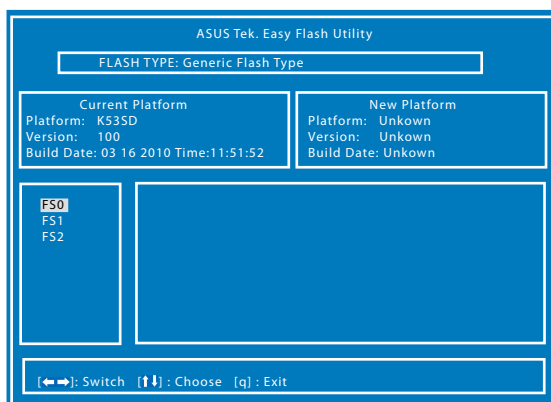 ASUS Tek. Easy Flash Utility
FLASH TYPE: Generic Flash Type
Current Platform
Platform: K53SD
Version: 100
Build Date: 03 16 2010 Time:11:51:52
New Platform
Platform: Unkown
Version: Unkown
Build Date: Unkown
FS0
FS1
FS2
[←→]: Switch [↑↓] : Choose [q] : Exit